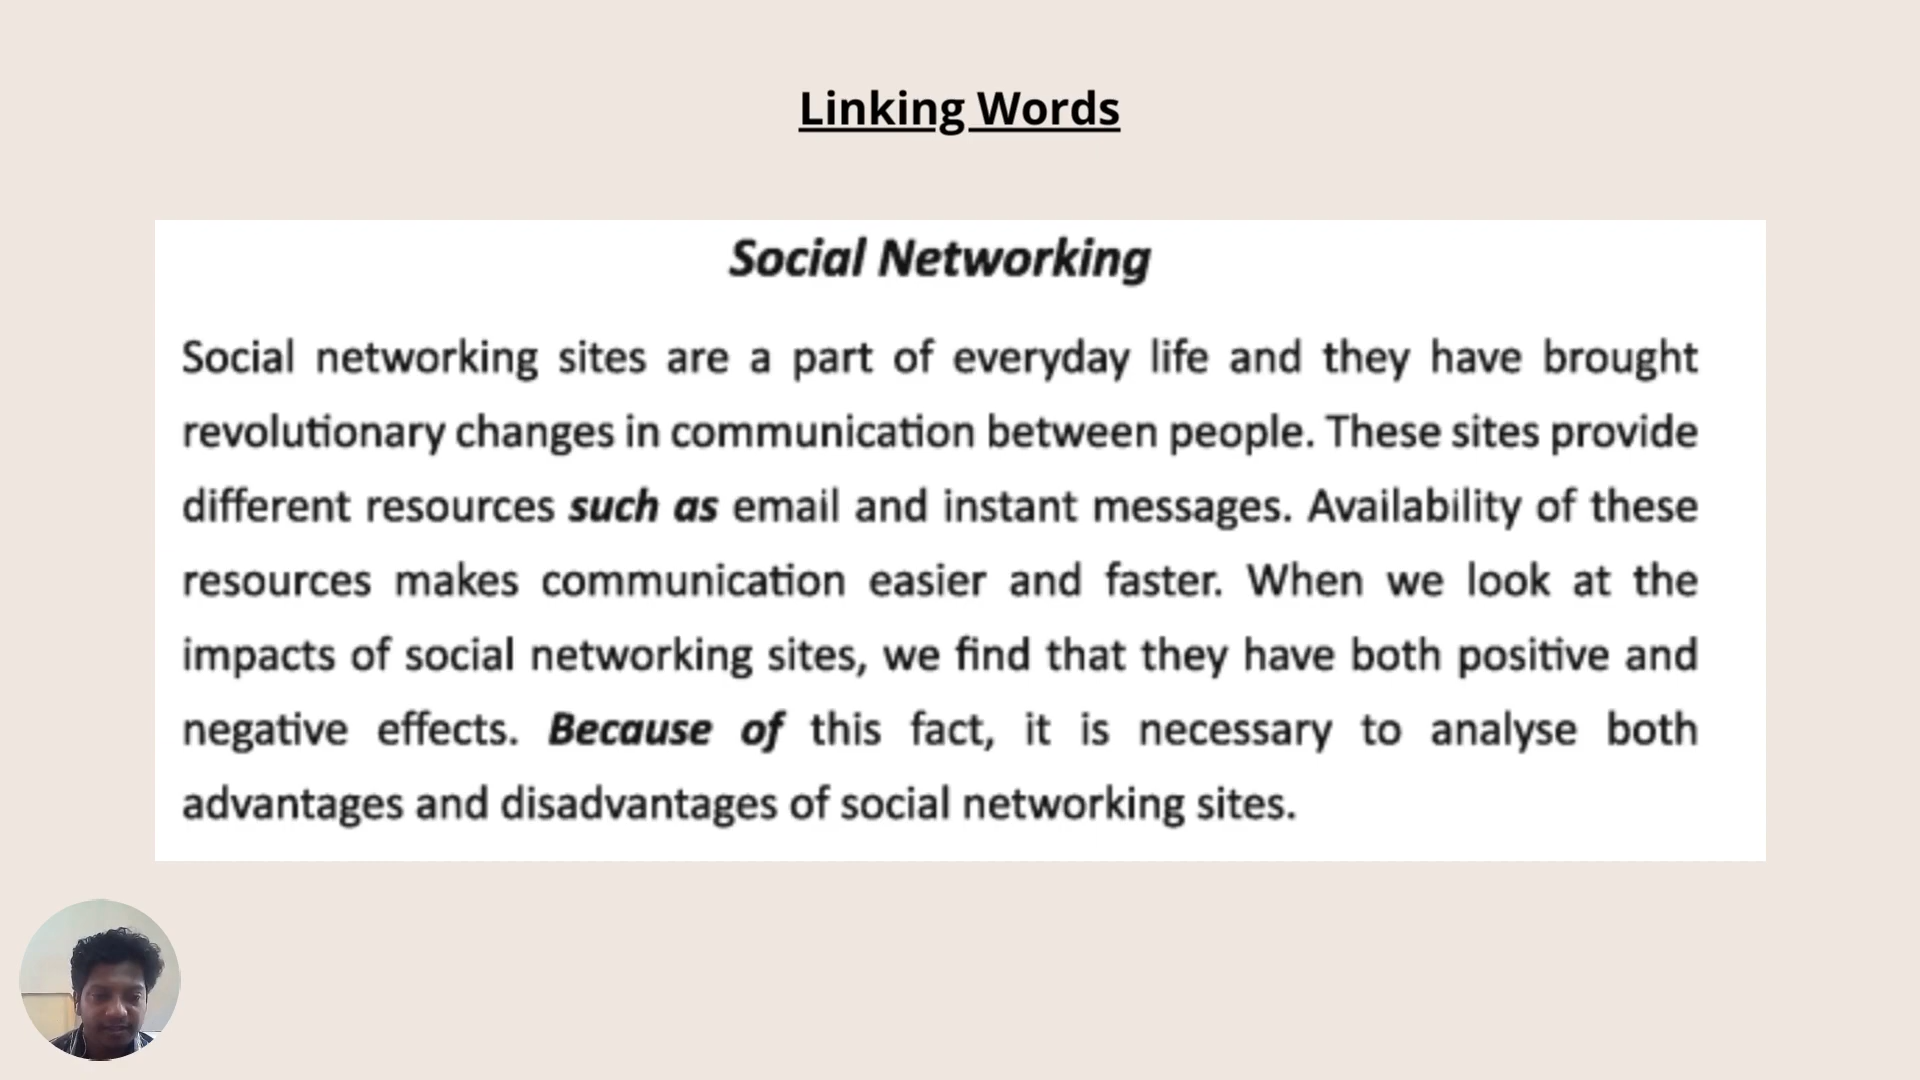 Linking Words
Social Networking
Social networking sites are a part of everyday life and they have brought
revolutionary changes in communication between people. These sites provide
different resources such as email and instant messages. Availability of these
resources makes communication easier and faster. When we look at the
impacts of social networking sites, we find that they have both positive and
negative effects. Because of this fact, it is necessary to analyse both
advantages and disadvantages of social networking sites.